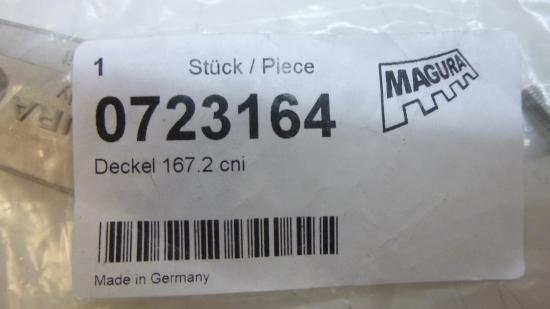 1 Stück / Piece
MAGURA
0723164
Deckel 167.2 cni
Made in Germany